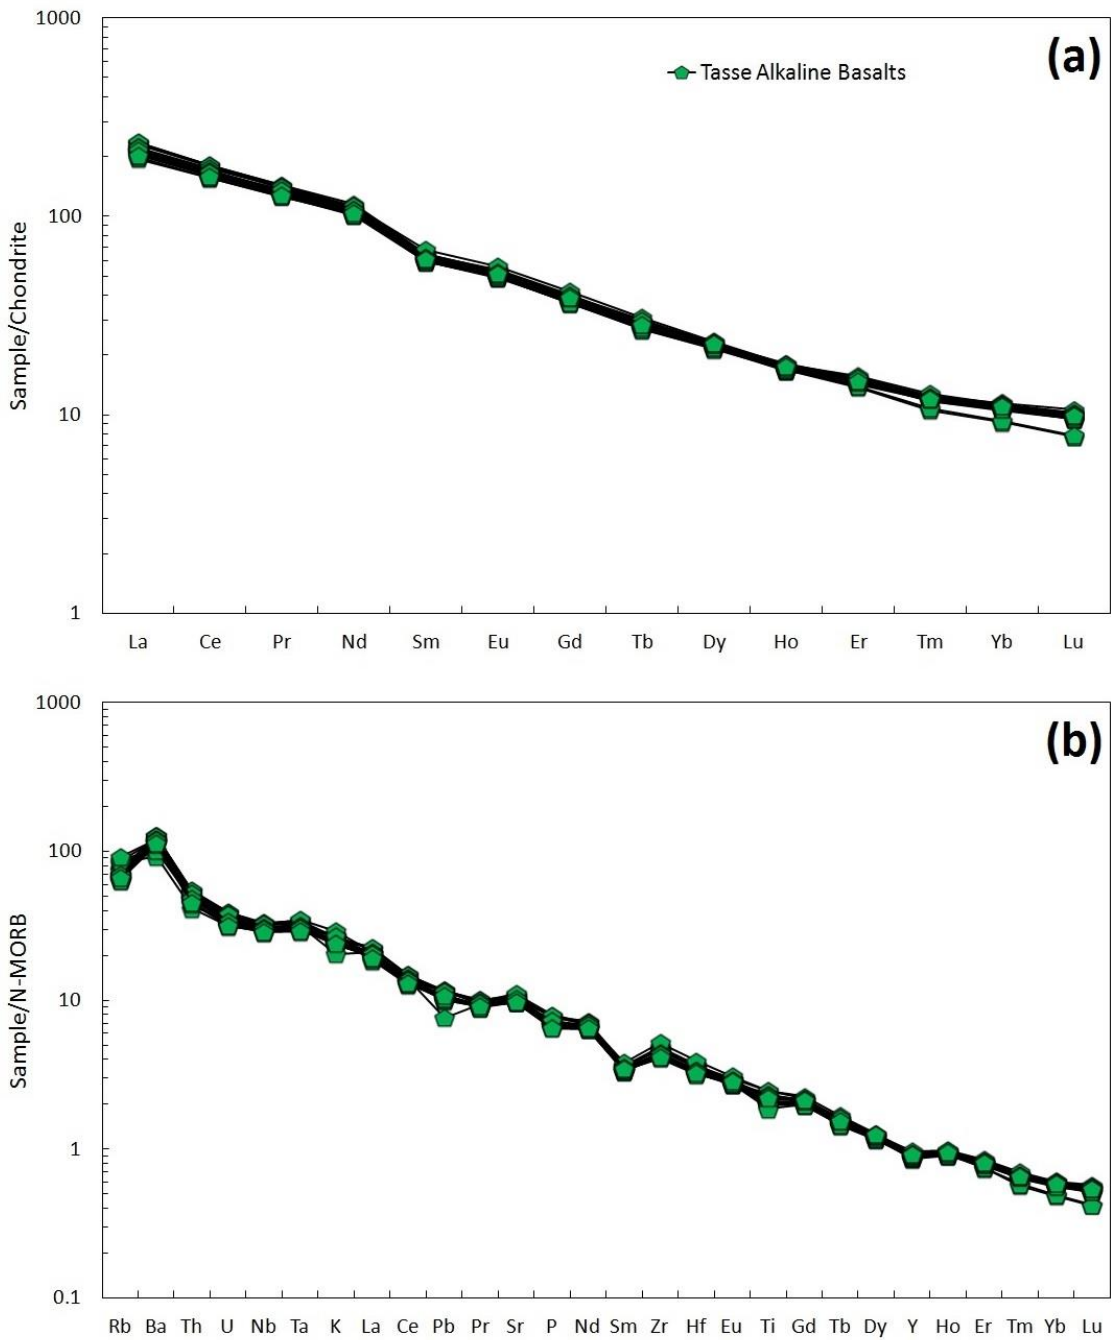 (a)
Tasse Alkaline Basalts
Sample/Chondrite
1000
100
10
1
La Ce Pr Nd Sm Eu Gd Tb Dy Ho Er Tm Yb Lu
(b)
Sample/N-MORB
1000
100
10
1
0.1
Rb Ba Th U Nb Ta K La Ce Pb Pr Sr P Nd Sm Zr Hf Eu Ti Gd Tb Dy Y Ho Er Tm Yb Lu